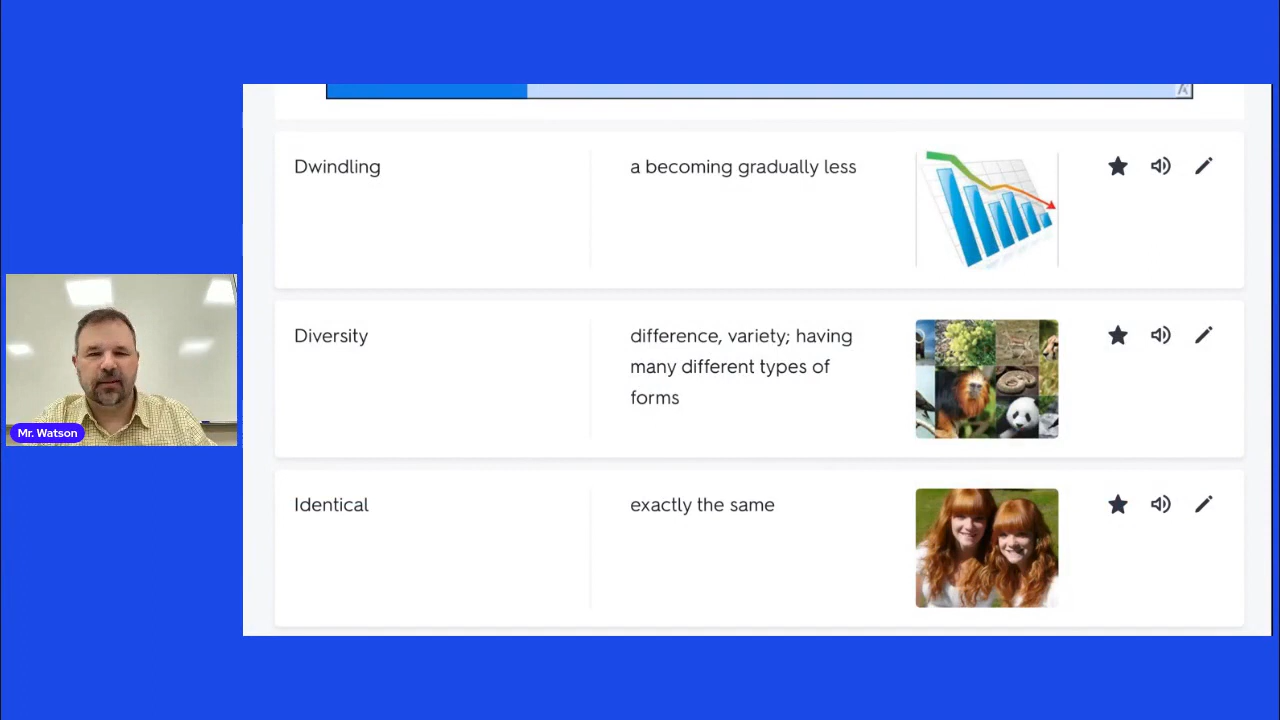 Dwindling
a becoming gradually less
Diversity
difference, variety; having
many different types of
forms
Mr. Watson
Identical
exactly the same